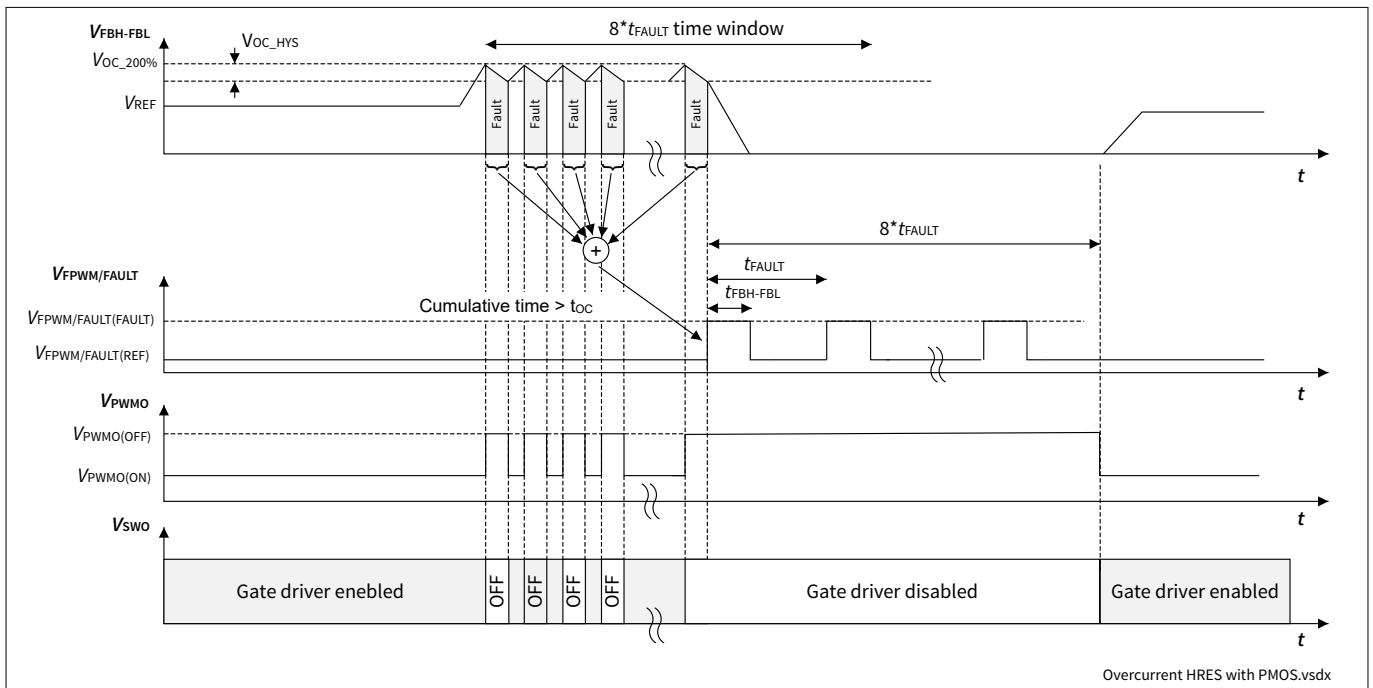 VFBH-FBL
VOC_HYS
8*tFAULT time window
VOC_200%
VREF
Fault
Fault
Fault
Fault
Fault
t
+
8*tFAULT
VFPWM/FAULT
tFAULT
tFBH-FBL
Cumulative time > tOC
VFPWM/FAULT(FAULT)
VFPWM/FAULT(REF)
t
VPWMO
VPWMO(OFF)
VPWMO(ON)
t
VSWO
Gate driver enebled
OFF
OFF
OFF
OFF
Gate driver disabled
Gate driver enabled
t
Overcurrent HRES with PMOS.vsdx